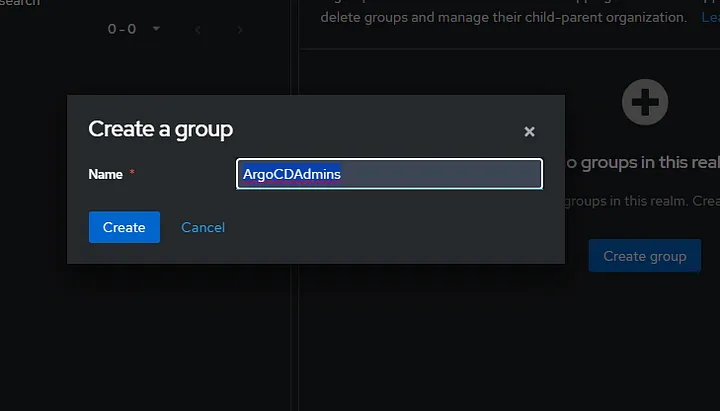 search
0 - 0
delete groups and manage their child-parent organization.
Create a group
Name *
ArgoCDAdmins
Create Cancel
o groups in this real
groups in this realm. Crea
Create group